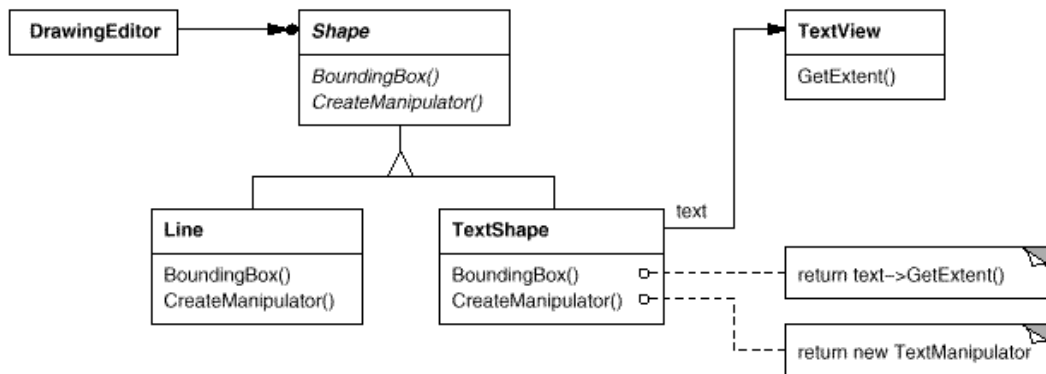 DrawingEditor
Shape
BoundingBox()
CreateManipulator()
TextView
GetExtent()
Line
BoundingBox()
CreateManipulator()
TextShape
BoundingBox()
CreateManipulator()
text
return text–>GetExtent()
return new TextManipulator